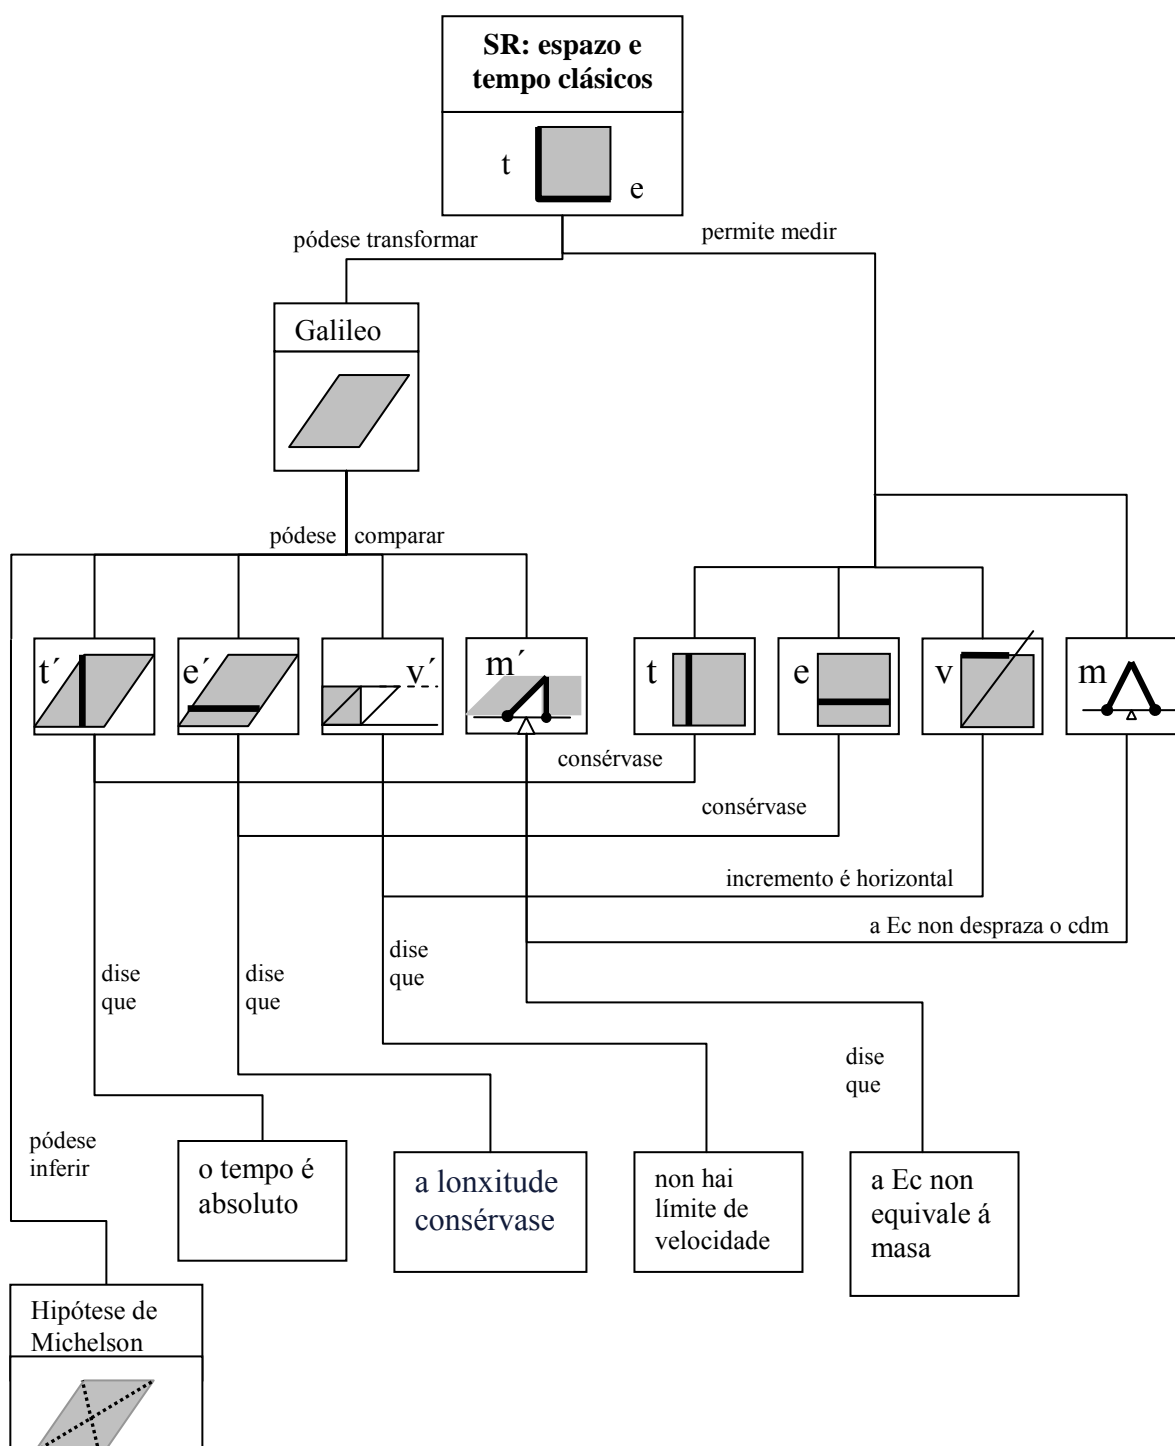 SR: espazo e
tempo clásicos
t
e
pódese transformar
permite medir
Galileo
pódese
comparar
t´
e´
v´
m´
t
e
v
m
consérvase
consérvase
incremento é horizontal
a Ec non despraza o cdm
dise
que
dise
que
dise
que
dise
que
pódese
inferir
o tempo é
absoluto
a lonxitude
consérvase
non hai
límite de
velocidade
a Ec non
equivale á
masa
Hipótese de
Michelson